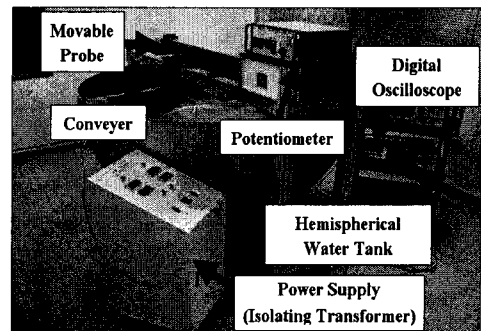 Movable
Probe
Digital
Oscilloscope
Conveyer
Potentiometer
Hemispherical
Water Tank
Power Supply
(Isolating Transformer)